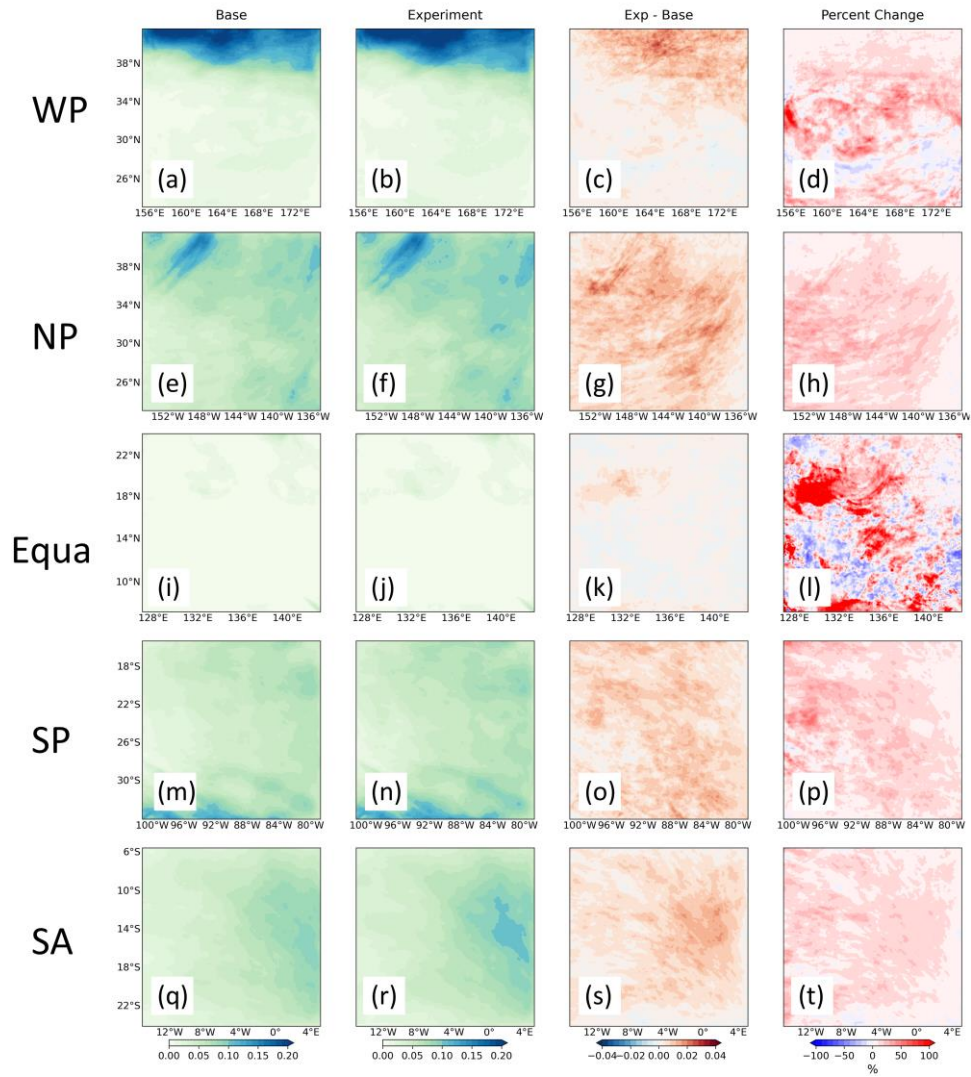 Base Experiment Exp - Base Percent Change
WP
38°N
34°N
30°N
26°N
(a) (b) (c) (d)
156°E 160°E 164°E 168°E 172°E 156°E 160°E 164°E 168°E 172°E 156°E 160°E 164°E 168°E 172°E 156°E 160°E 164°E 168°E 172°E
NP
38°N
34°N
30°N
26°N
(e) (f) (g) (h)
152°W 148°W 144°W 140°W 136°W 152°W 148°W 144°W 140°W 136°W 152°W 148°W 144°W 140°W 136°W 152°W 148°W 144°W 140°W 136°W
Equa
22°N
18°N
14°N
10°N
(i) (j) (k) (l)
128°E 132°E 136°E 140°E 128°E 132°E 136°E 140°E 128°E 132°E 136°E 140°E 128°E 132°E 136°E 140°E
SP
18°S
22°S
26°S
30°S
(m) (n) (o) (p)
100°W 96°W 92°W 88°W 84°W 80°W 100°W 96°W 92°W 88°W 84°W 80°W 100°W 96°W 92°W 88°W 84°W 80°W 100°W 96°W 92°W 88°W 84°W 80°W
SA
6°S
10°S
14°S
18°S
22°S
(q) (r) (s) (t)
12°W 8°W 4°W 0° 4°E 12°W 8°W 4°W 0° 4°E 12°W 8°W 4°W 0° 4°E 12°W 8°W 4°W 0° 4°E
0.00 0.05 0.10 0.15 0.20 0.00 0.05 0.10 0.15 0.20 −0.04 −0.02 0.00 0.02 0.04 −100 −50 0 50 100
%